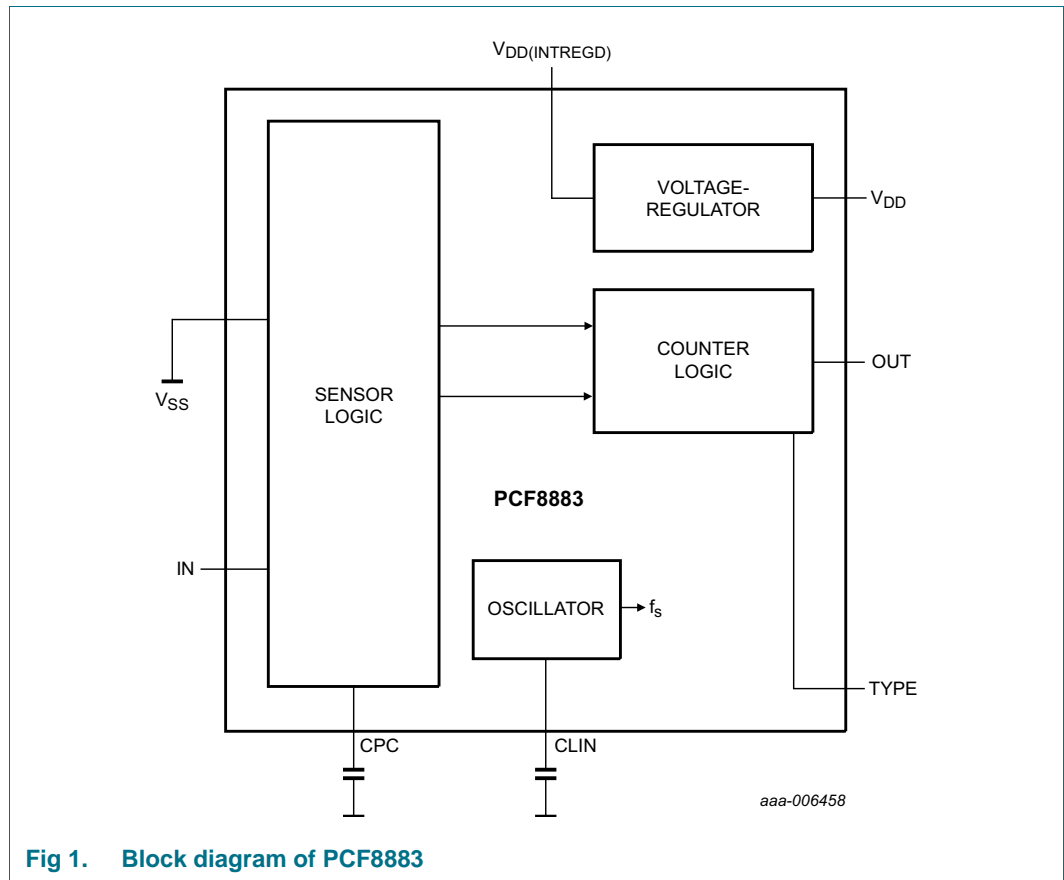 VDD(INTREGD)
VOLTAGE-
REGULATOR
VDD
COUNTER
LOGIC
OUT
SENSOR
LOGIC
VSS
PCF8883
IN
OSCILLATOR
fs
TYPE
CPC
CLIN
aaa-006458
Fig 1. Block diagram of PCF8883